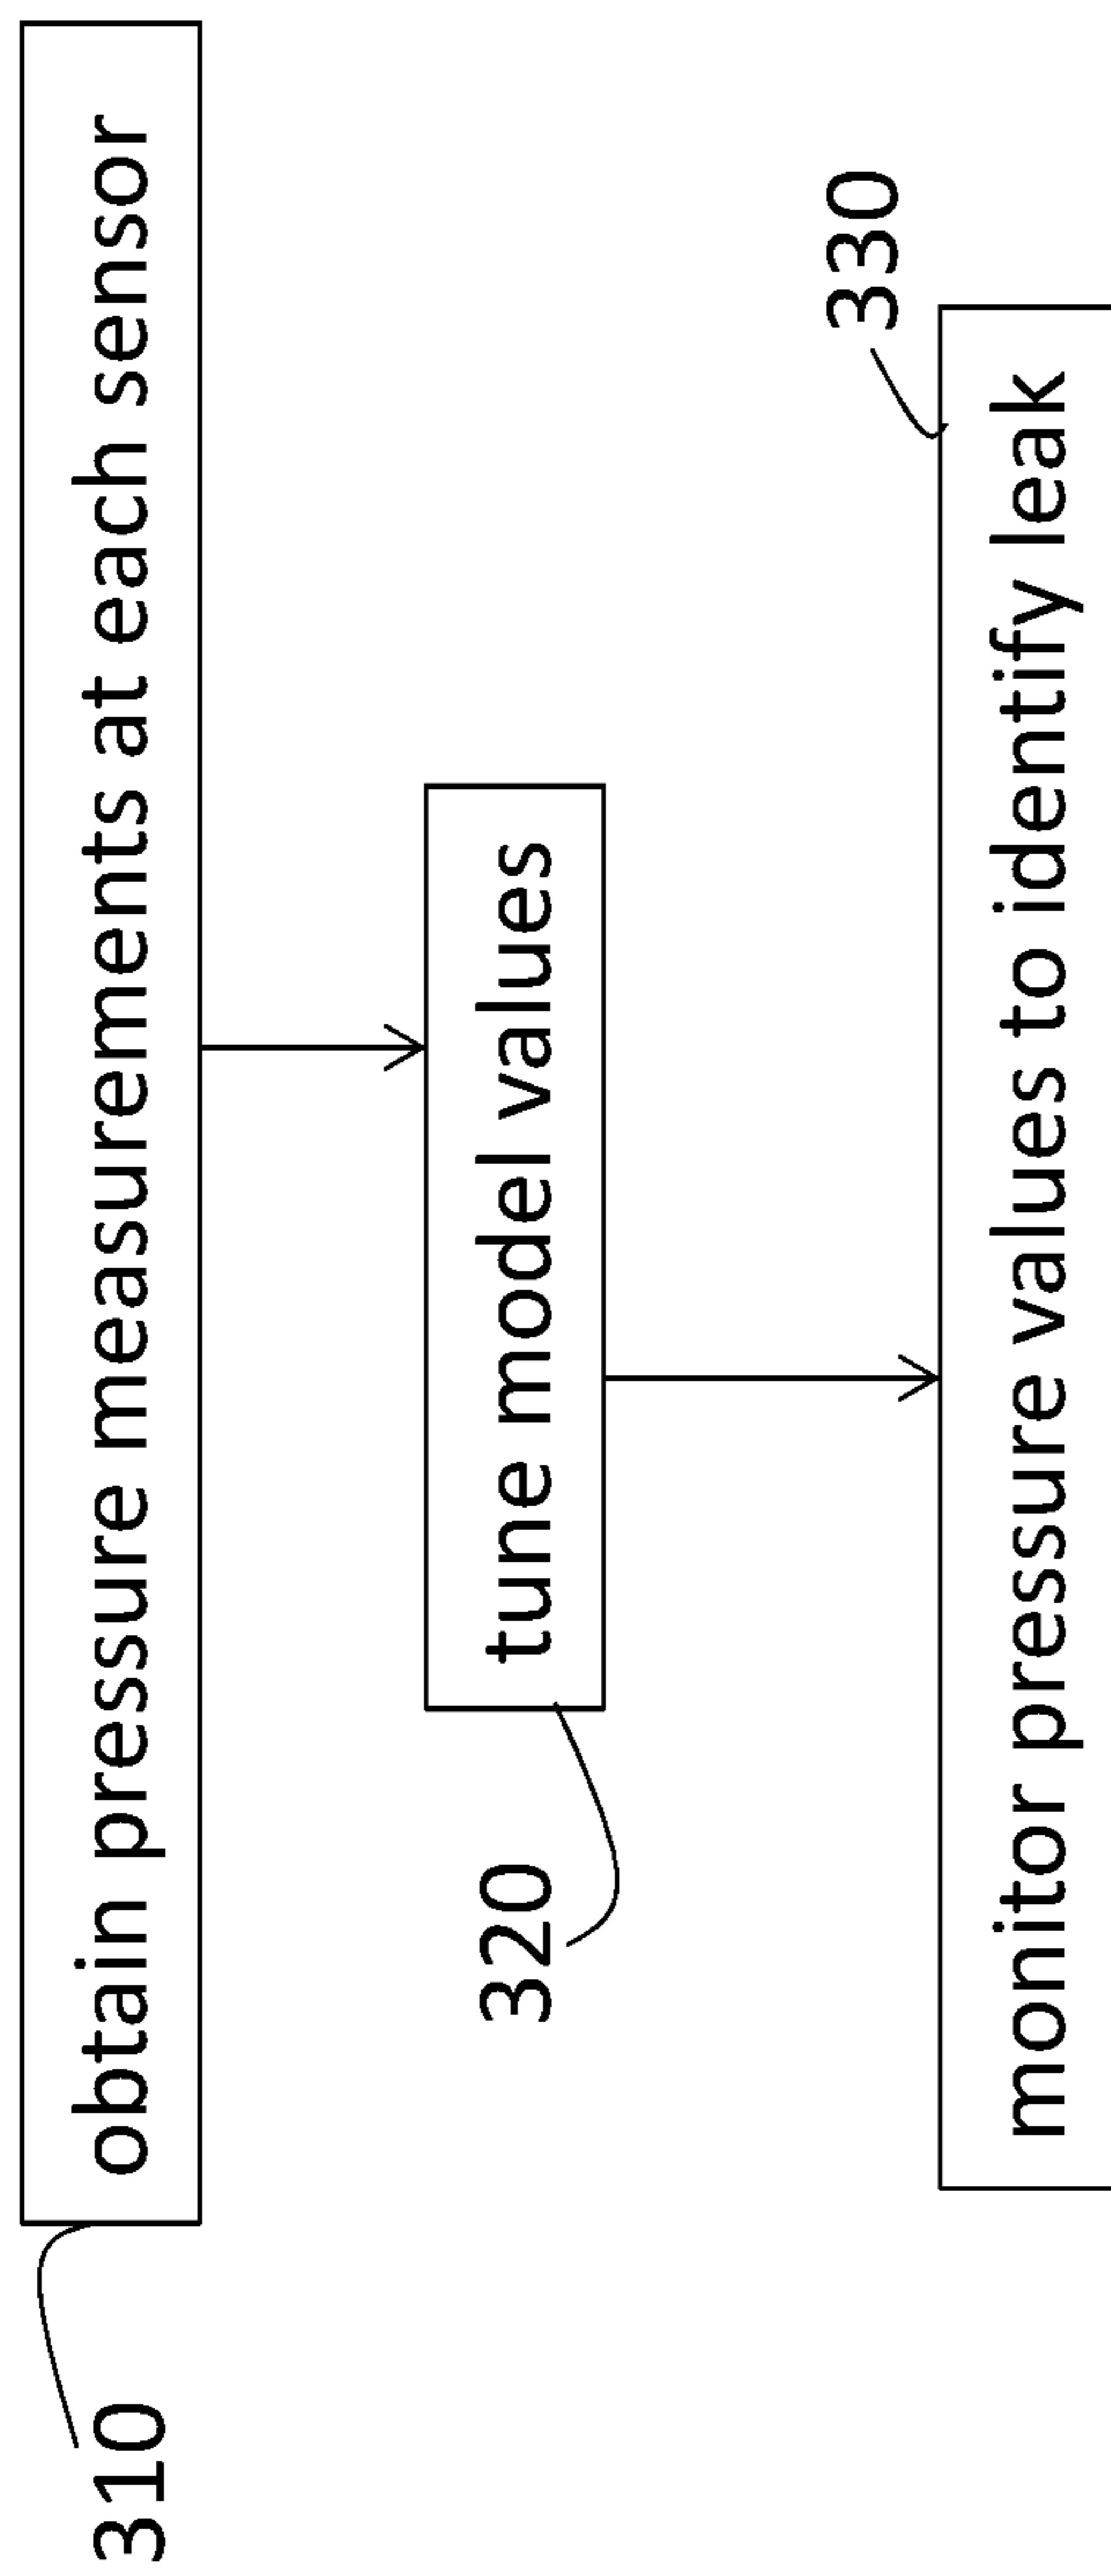 310
obtain pressure measurements at each sensor
320
tune model values
330
monitor pressure values to identify leak